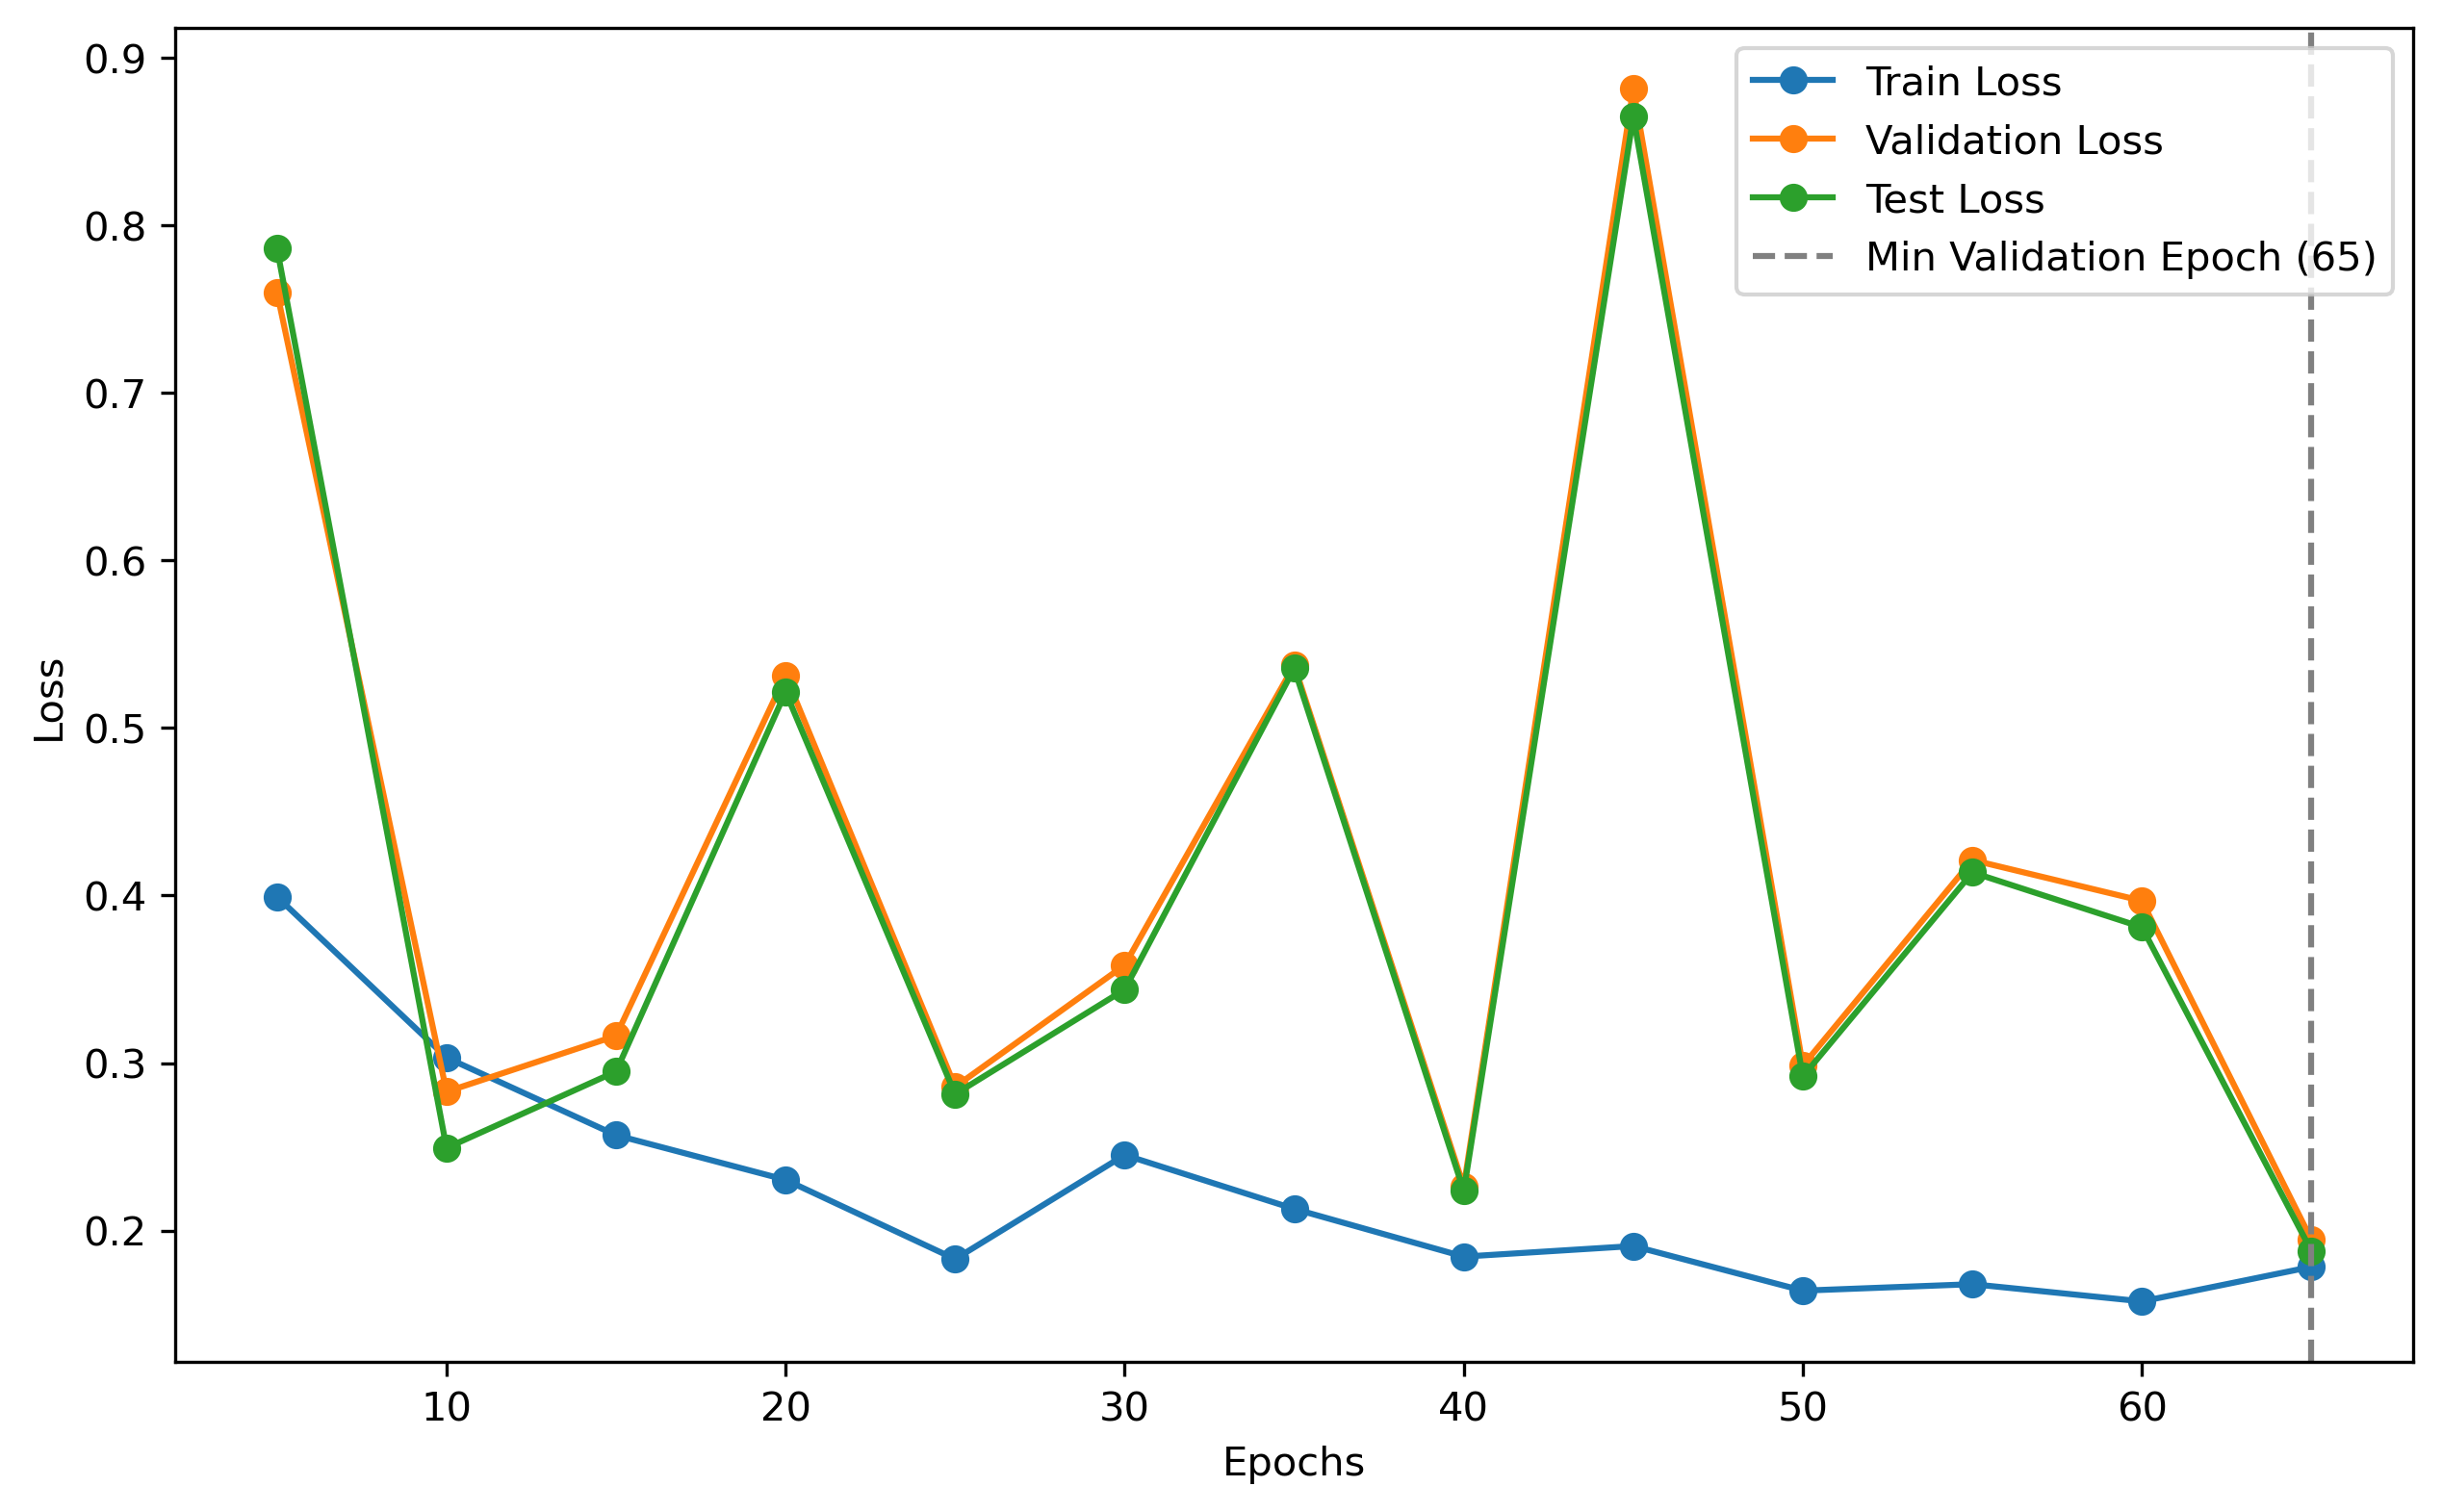 0.9
0.8
0.7
0.6
0.5
0.4
0.3
0.2
Loss
10 20 30 40 50 60
Epochs
Train Loss
Validation Loss
Test Loss
Min Validation Epoch (65)